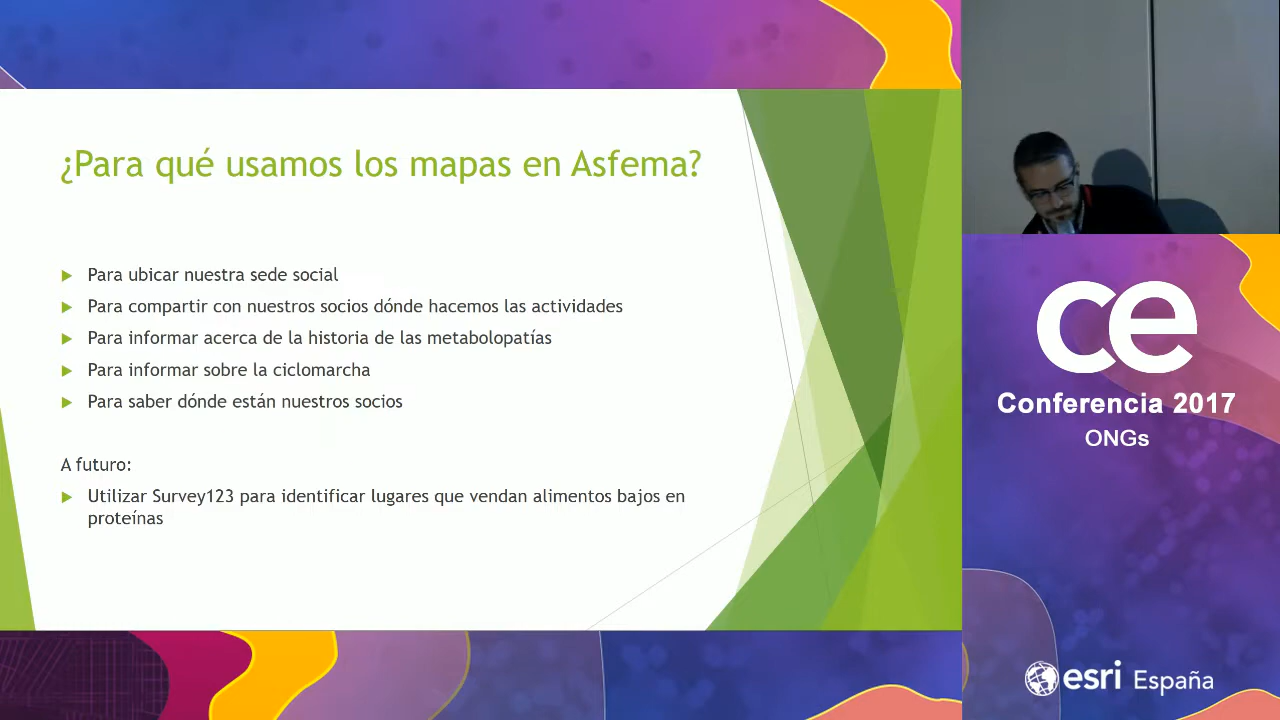 ¿Para qué usamos los mapas en Asfema?
Para ubicar nuestra sede social
Para compartir con nuestros socios dónde hacemos las actividades
Para informar acerca de la historia de las metabolopatías
Para informar sobre la ciclomarcha
Para saber dónde están nuestros socios
A futuro:
Utilizar Survey123 para identificar lugares que vendan alimentos bajos en
proteínas
ce
Conferencia 2017
ONGs
esri España